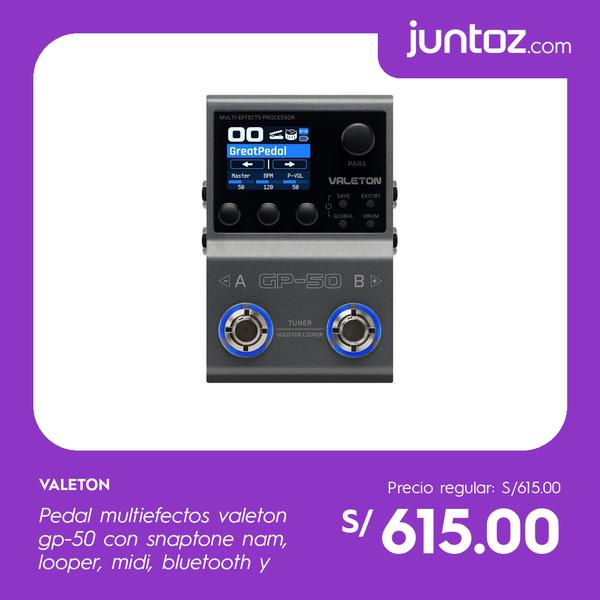 juntoz.com
MULTI-EFFECTS PROCESSOR
00
GreatPedal
Master BPM P-VOL
50 120 50
PARA
VALETON
SAVE EXIT/BT
GLOBAL DRUM
A GP-50 B
TUNER
HOLD FOR LOOPER
VALETON
Pedal multiefectos valeton
gp-50 con snaptone nam,
looper, midi, bluetooth y
Precio regular: S/615.00
S/ 615.00